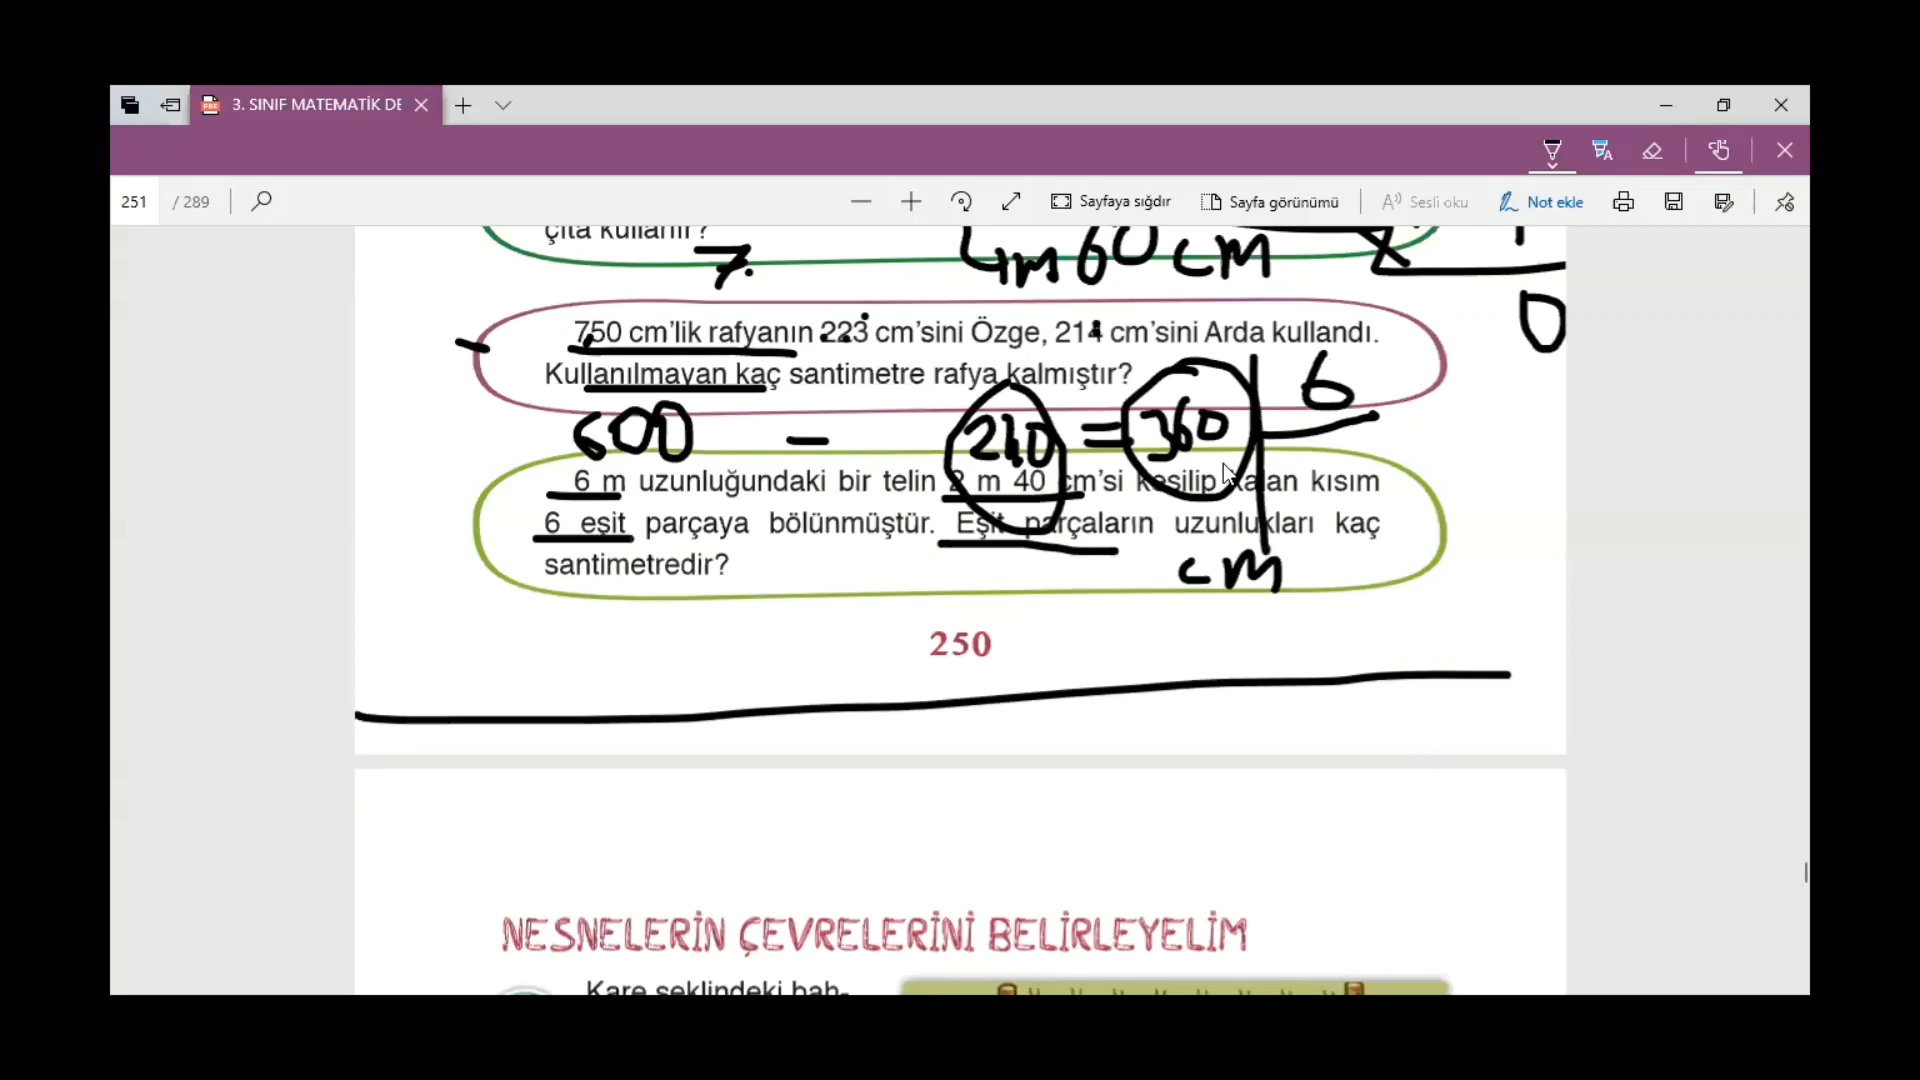 3. SINIF MATEMATİK DE
251 / 289
Sayfaya sığdır
Sayfa görünümü
Sesli oku
Not ekle
çıta kullanır?
7.
4m 60 cm
0
750 cm'lik rafyanın 223 cm'sini Özge, 214 cm'sini Arda kullandı.
Kullanılmayan kaç santimetre rafya kalmıştır?
600 - 240 = 360 6
6 m uzunluğundaki bir telin 2 m 40 cm'si kesilip kalan kısım
6 eşit parçaya bölünmüştür. Eşit parçaların uzunlukları kaç
santimetredir?
cm
250
NESNELERİN ÇEVRELERİNİ BELİRLEYELİM
Kare şeklindeki bah-